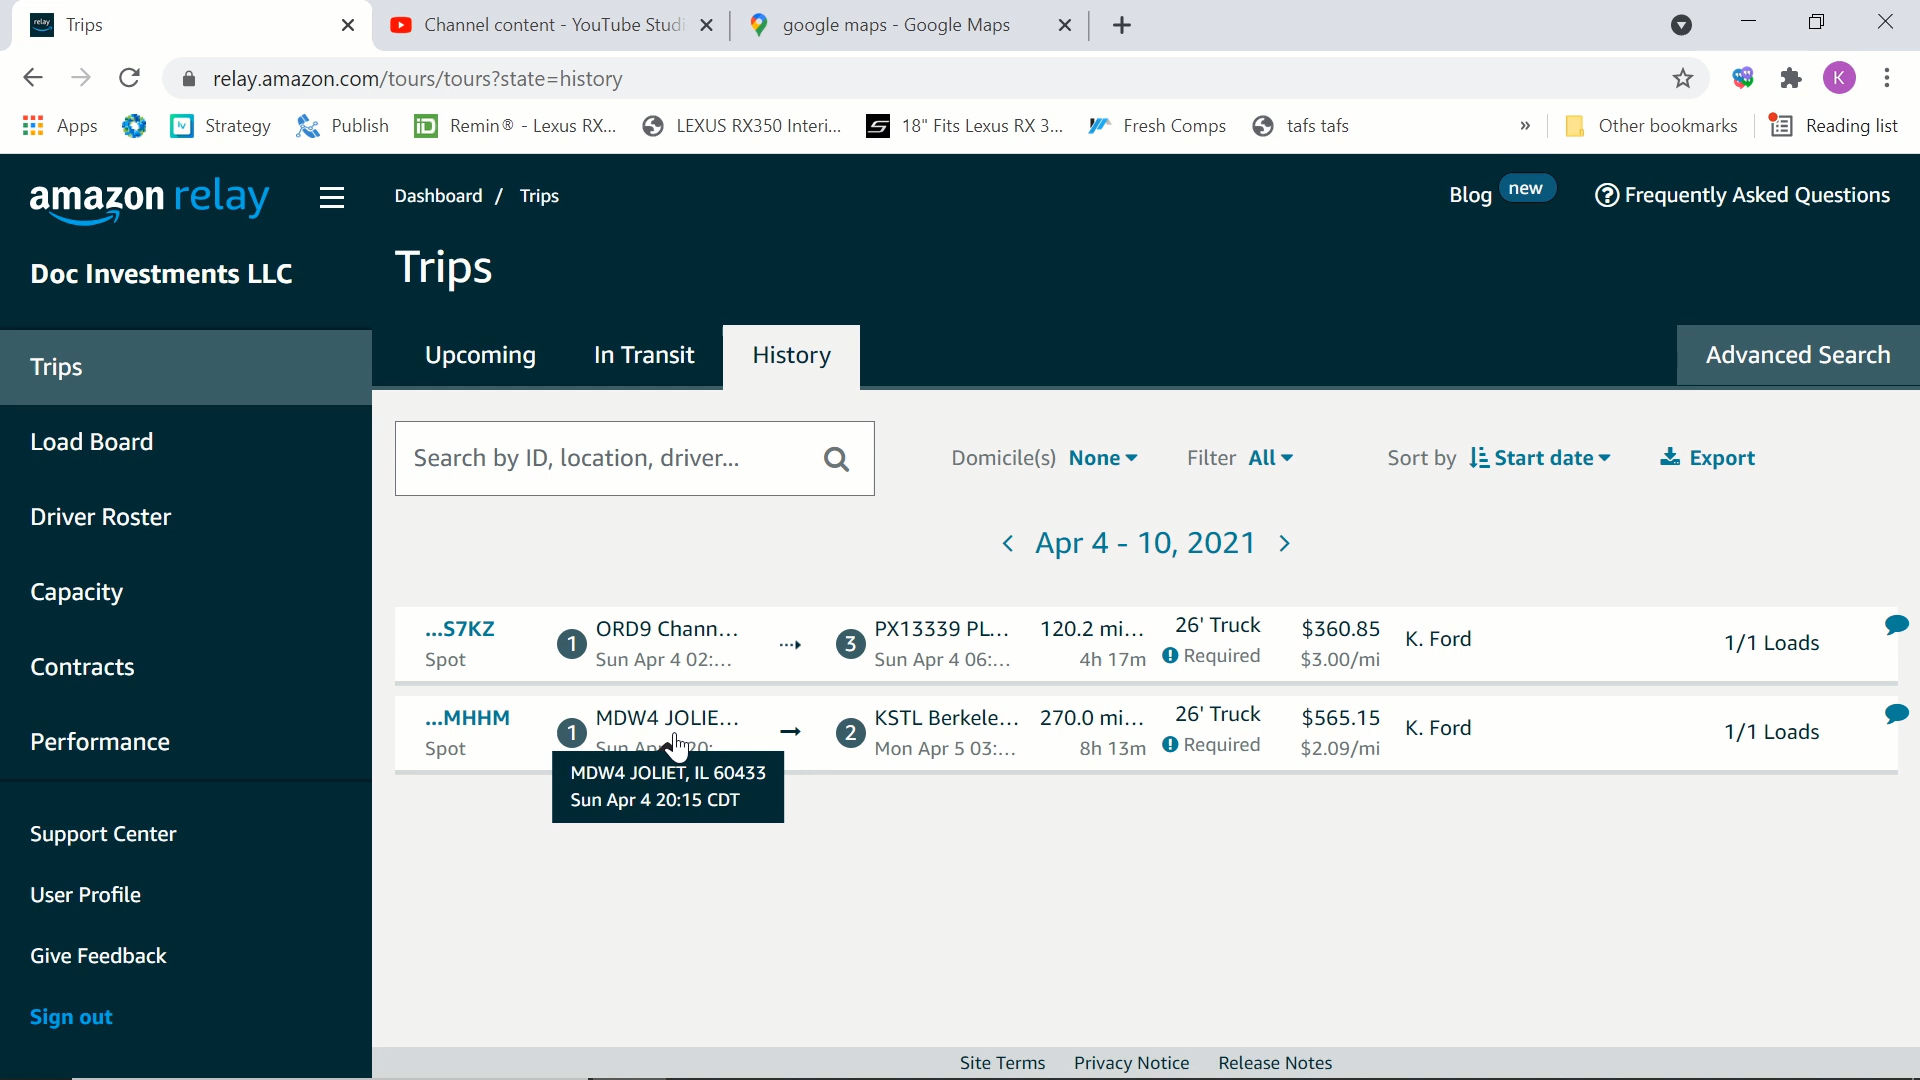 relay Trips
Channel content - YouTube Studi
google maps - Google Maps
relay.amazon.com/tours/tours?state=history
K
Apps
Strategy
Publish
Remin® - Lexus RX...
LEXUS RX350 Interi...
18" Fits Lexus RX 3...
Fresh Comps
tafs tafs
»
Other bookmarks
Reading list
amazon relay
Dashboard / Trips
Blog new
Frequently Asked Questions
Doc Investments LLC
Trips
Upcoming
In Transit
History
Advanced Search
Trips
Load Board
Driver Roster
Capacity
Contracts
Performance
Support Center
User Profile
Give Feedback
Sign out
Search by ID, location, driver...
Domicile(s) None
Filter All
Sort by Start date
Export
< Apr 4 - 10, 2021 >
...S7KZ
Spot
1
ORD9 Chann...
Sun Apr 4 02:...
3
PX13339 PL...
Sun Apr 4 06:...
120.2 mi...
4h 17m
26' Truck
Required
$360.85
$3.00/mi
K. Ford
1/1 Loads
...MHHM
Spot
1
MDW4 JOLIE...
Sun Apr 20:
2
KSTL Berkele...
Mon Apr 5 03:...
270.0 mi...
8h 13m
26' Truck
Required
$565.15
$2.09/mi
K. Ford
1/1 Loads
MDW4 JOLIET, IL 60433
Sun Apr 4 20:15 CDT
Site Terms
Privacy Notice
Release Notes